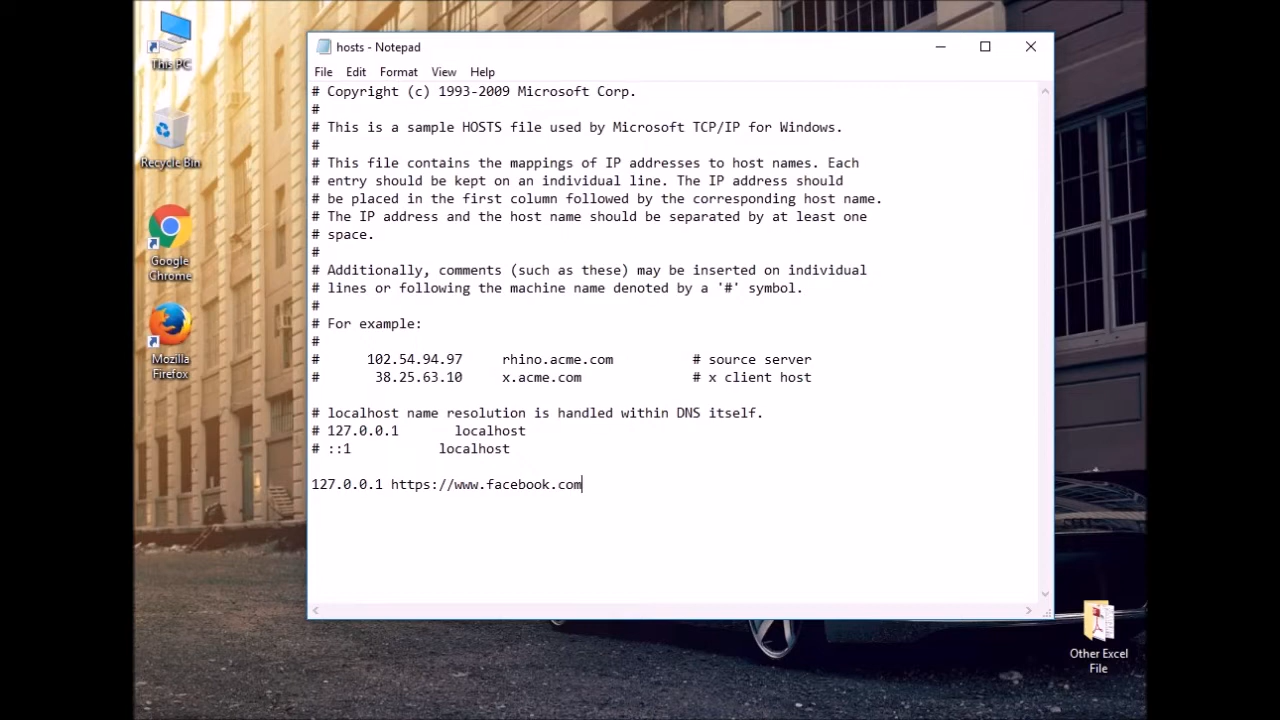 This PC
Recycle Bin
Google
Chrome
Mozilla
Firefox
hosts - Notepad
File Edit Format View Help
# Copyright (c) 1993-2009 Microsoft Corp.
#
# This is a sample HOSTS file used by Microsoft TCP/IP for Windows.
#
# This file contains the mappings of IP addresses to host names. Each
# entry should be kept on an individual line. The IP address should
# be placed in the first column followed by the corresponding host name.
# The IP address and the host name should be separated by at least one
# space.
#
# Additionally, comments (such as these) may be inserted on individual
# lines or following the machine name denoted by a '#' symbol.
#
# For example:
#
#      102.54.94.97     rhino.acme.com          # source server
#       38.25.63.10     x.acme.com              # x client host

# localhost name resolution is handled within DNS itself.
# 127.0.0.1       localhost
# ::1           localhost

127.0.0.1 https://www.facebook.com
Other Excel
File